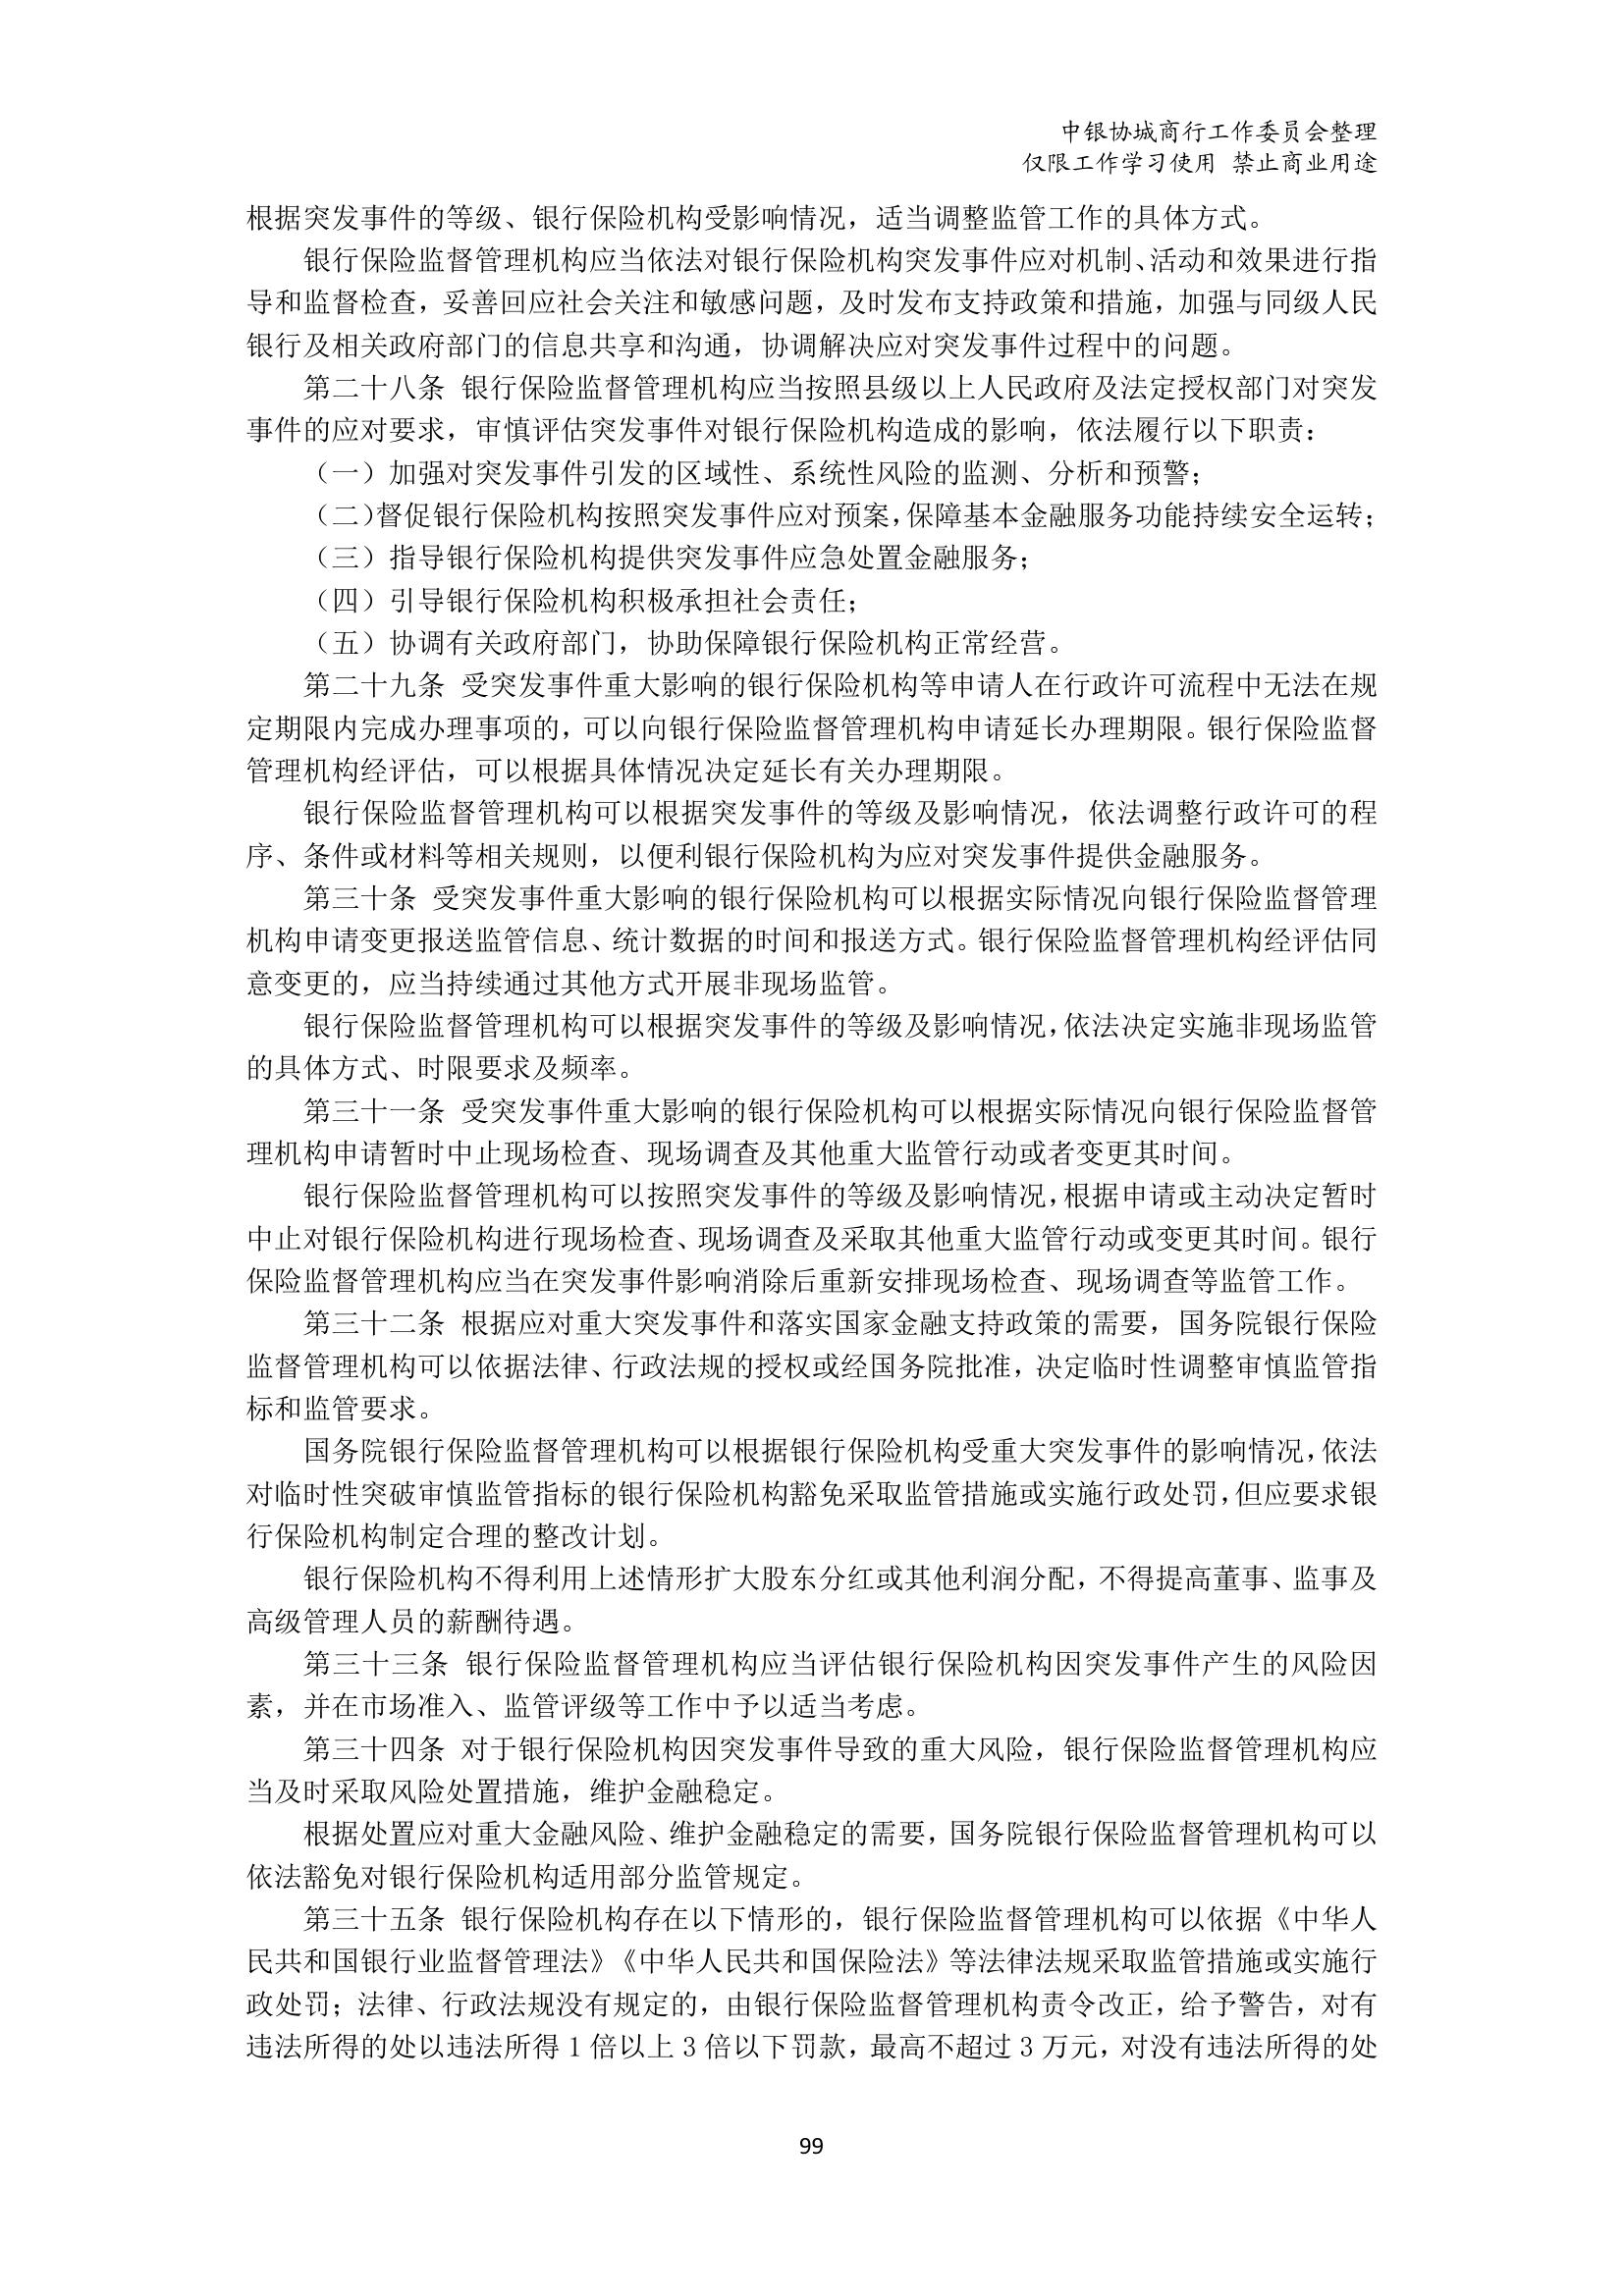 中银协城商行工作委员会整理
仅限工作学习使用 禁止商业用途
根据突发事件的等级、银行保险机构受影响情况，适当调整监管工作的具体方式。
银行保险监督管理机构应当依法对银行保险机构突发事件应对机制、活动和效果进行指
导和监督检查，妥善回应社会关注和敏感问题，及时发布支持政策和措施，加强与同级人民
银行及相关政府部门的信息共享和沟通，协调解决应对突发事件过程中的问题。
第二十八条 银行保险监督管理机构应当按照县级以上人民政府及法定授权部门对突发
事件的应对要求，审慎评估突发事件对银行保险机构造成的影响，依法履行以下职责：
（一）加强对突发事件引发的区域性、系统性风险的监测、分析和预警；
（二）督促银行保险机构按照突发事件应对预案，保障基本金融服务功能持续安全运转；
（三）指导银行保险机构提供突发事件应急处置金融服务；
（四）引导银行保险机构积极承担社会责任；
（五）协调有关政府部门，协助保障银行保险机构正常经营。
第二十九条 受突发事件重大影响的银行保险机构等申请人在行政许可流程中无法在规
定期限内完成办理事项的，可以向银行保险监督管理机构申请延长办理期限。银行保险监督
管理机构经评估，可以根据具体情况决定延长有关办理期限。
银行保险监督管理机构可以根据突发事件的等级及影响情况，依法调整行政许可的程
序、条件或材料等相关规则，以便利银行保险机构为应对突发事件提供金融服务。
第三十条 受突发事件重大影响的银行保险机构可以根据实际情况向银行保险监督管理
机构申请变更报送监管信息、统计数据的时间和报送方式。银行保险监督管理机构经评估同
意变更的，应当持续通过其他方式开展非现场监管。
银行保险监督管理机构可以根据突发事件的等级及影响情况，依法决定实施非现场监管
的具体方式、时限要求及频率。
第三十一条 受突发事件重大影响的银行保险机构可以根据实际情况向银行保险监督管
理机构申请暂时中止现场检查、现场调查及其他重大监管行动或者变更其时间。
银行保险监督管理机构可以按照突发事件的等级及影响情况，根据申请或主动决定暂时
中止对银行保险机构进行现场检查、现场调查及采取其他重大监管行动或变更其时间。银行
保险监督管理机构应当在突发事件影响消除后重新安排现场检查、现场调查等监管工作。
第三十二条 根据应对重大突发事件和落实国家金融支持政策的需要，国务院银行保险
监督管理机构可以依据法律、行政法规的授权或经国务院批准，决定临时性调整审慎监管指
标和监管要求。
国务院银行保险监督管理机构可以根据银行保险机构受重大突发事件的影响情况，依法
对临时性突破审慎监管指标的银行保险机构豁免采取监管措施或实施行政处罚，但应要求银
行保险机构制定合理的整改计划。
银行保险机构不得利用上述情形扩大股东分红或其他利润分配，不得提高董事、监事及
高级管理人员的薪酬待遇。
第三十三条 银行保险监督管理机构应当评估银行保险机构因突发事件产生的风险因
素，并在市场准入、监管评级等工作中予以适当考虑。
第三十四条 对于银行保险机构因突发事件导致的重大风险，银行保险监督管理机构应
当及时采取风险处置措施，维护金融稳定。
根据处置应对重大金融风险、维护金融稳定的需要，国务院银行保险监督管理机构可以
依法豁免对银行保险机构适用部分监管规定。
第三十五条 银行保险机构存在以下情形的，银行保险监督管理机构可以依据《中华人
民共和国银行业监督管理法》《中华人民共和国保险法》等法律法规采取监管措施或实施行
政处罚；法律、行政法规没有规定的，由银行保险监督管理机构责令改正，给予警告，对有
违法所得的处以违法所得 1 倍以上 3 倍以下罚款，最高不超过 3 万元，对没有违法所得的处
99